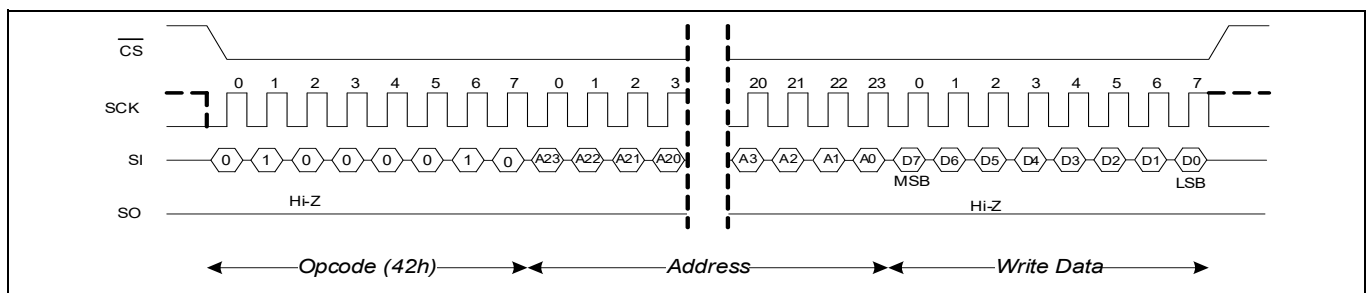 CS
0 1 2 3 4 5 6 7 0 1 2 3 20 21 22 23 0 1 2 3 4 5 6 7
SCK
SI 0 1 0 0 0 0 1 0 A23 A22 A21 A20 A3 A2 A1 A0 D7 D6 D5 D4 D3 D2 D1 D0
MSB LSB
Hi-Z Hi-Z
SO
Opcode (42h) Address Write Data